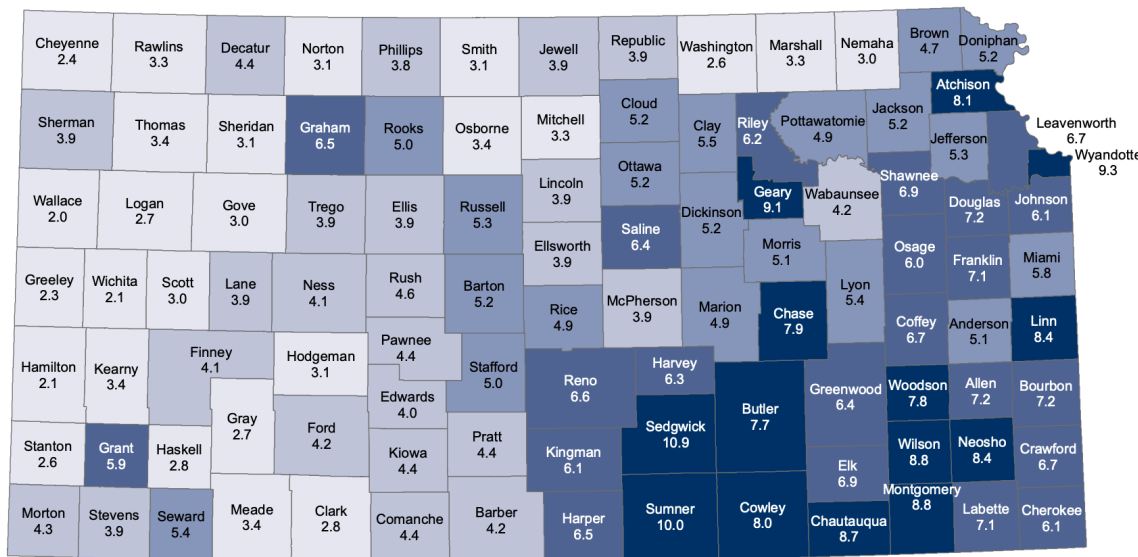 Cheyenne
2.4
Rawlins
3.3
Decatur
4.4
Norton
3.1
Phillips
3.8
Smith
3.1
Jewell
3.9
Republic
3.9
Washington
2.6
Marshall
3.3
Nemaha
3.0
Brown
4.7
Doniphan
5.2
Atchison
8.1
Sherman
3.9
Thomas
3.4
Sheridan
3.1
Graham
6.5
Rooks
5.0
Osborne
3.4
Mitchell
3.3
Cloud
5.2
Clay
5.5
Riley
6.2
Pottawatomie
4.9
Jackson
5.2
Jefferson
5.3
Leavenworth
6.7
Wyandotte
9.3
Wallace
2.0
Logan
2.7
Gove
3.0
Trego
3.9
Ellis
3.9
Russell
5.3
Lincoln
3.9
Ottawa
5.2
Saline
6.4
Dickinson
5.2
Geary
9.1
Wabaunsee
4.2
Shawnee
6.9
Douglas
7.2
Johnson
6.1
Greeley
2.3
Wichita
2.1
Scott
3.0
Lane
3.9
Ness
4.1
Rush
4.6
Barton
5.2
Ellsworth
3.9
Rice
4.9
McPherson
3.9
Marion
4.9
Morris
5.1
Chase
7.9
Lyon
5.4
Osage
6.0
Franklin
7.1
Miami
5.8
Coffey
6.7
Anderson
5.1
Linn
8.4
Hamilton
2.1
Kearny
3.4
Finney
4.1
Hodgeman
3.1
Pawnee
4.4
Stafford
5.0
Edwards
4.0
Gray
2.7
Ford
4.2
Reno
6.6
Harvey
6.3
Sedgwick
10.9
Butler
7.7
Greenwood
6.4
Woodson
7.8
Allen
7.2
Bourbon
7.2
Stanton
2.6
Grant
5.9
Haskell
2.8
Kiowa
4.4
Pratt
4.4
Kingman
6.1
Elk
6.9
Wilson
8.8
Neosho
8.4
Crawford
6.7
Morton
4.3
Stevens
3.9
Seward
5.4
Meade
3.4
Clark
2.8
Comanche
4.4
Barber
4.2
Harper
6.5
Sumner
10.0
Cowley
8.0
Chautauqua
8.7
Montgomery
8.8
Labette
7.1
Cherokee
6.1